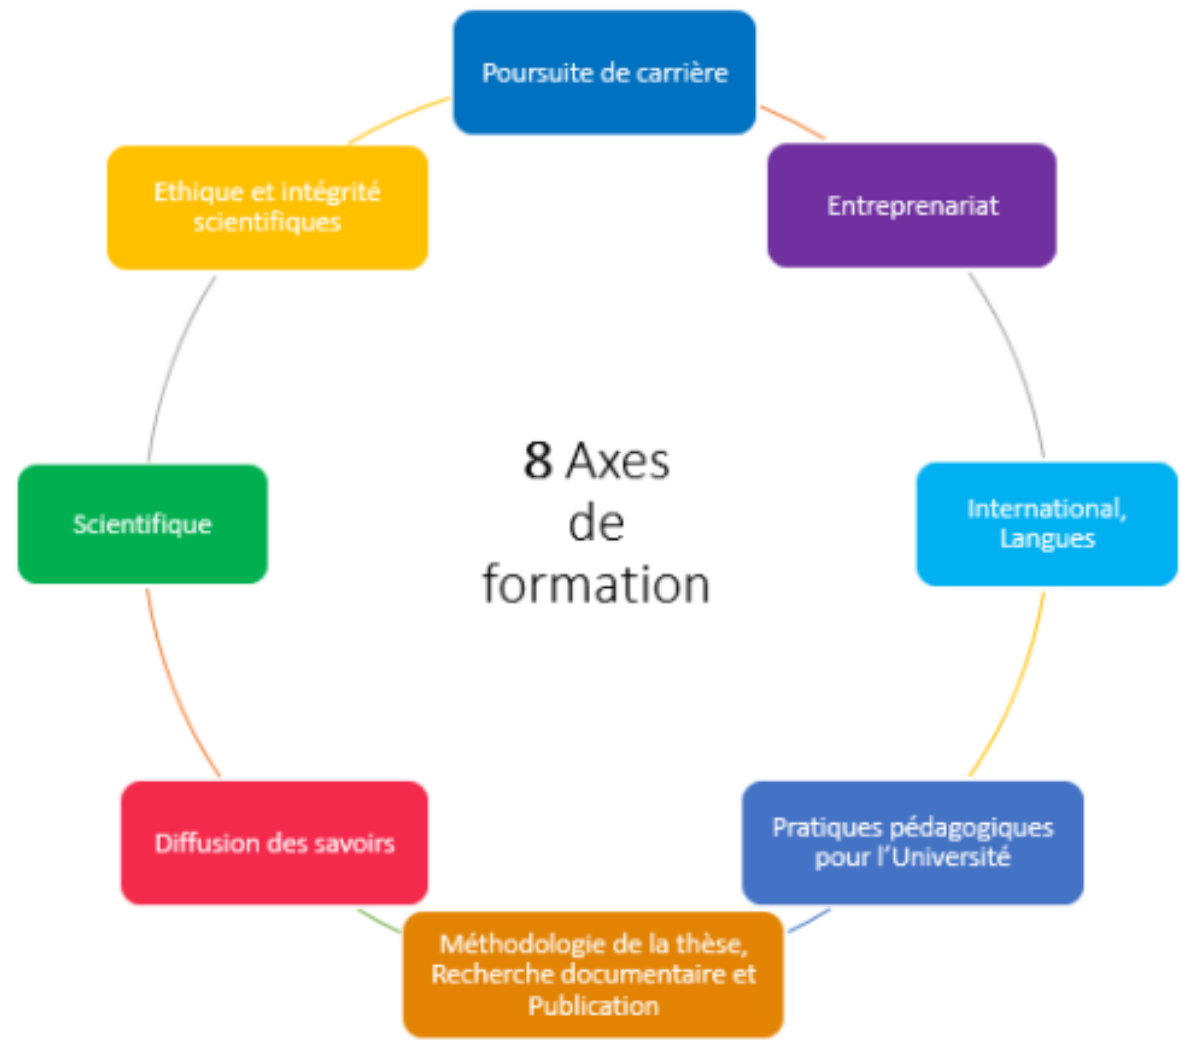 Poursuite de carrière
Entreprenariat
International,
Langues
Pratiques pédagogiques
pour l'Université
Méthodologie de la thèse,
Recherche documentaire et
Publication
Diffusion des savoirs
Scientifique
Ethique et intégrité
scientifiques
8 Axes
de
formation